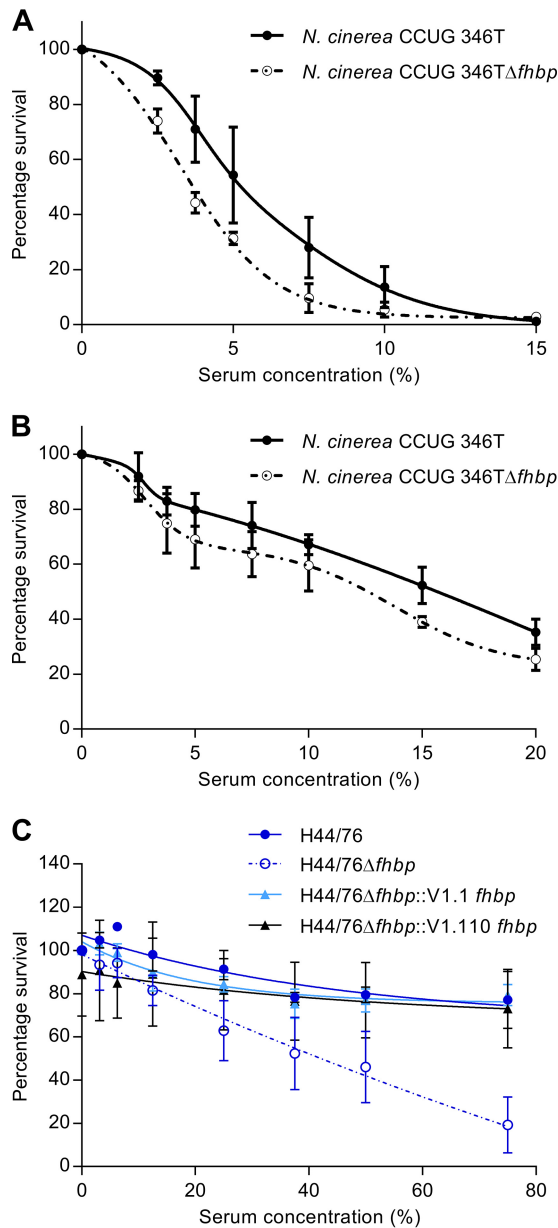 A
N. cinerea CCUG 346T
N. cinerea CCUG 346TΔfhbp
Percentage survival
100
80
60
40
20
0
0 5 10 15
Serum concentration (%)
B
N. cinerea CCUG 346T
N. cinerea CCUG 346TΔfhbp
Percentage survival
100
80
60
40
20
0
0 5 10 15 20
Serum concentration (%)
C
H44/76
H44/76Δfhbp
H44/76Δfhbp::V1.1 fhbp
H44/76Δfhbp::V1.110 fhbp
Percentage survival
140
120
100
80
60
40
20
0
0 20 40 60 80
Serum concentration (%)